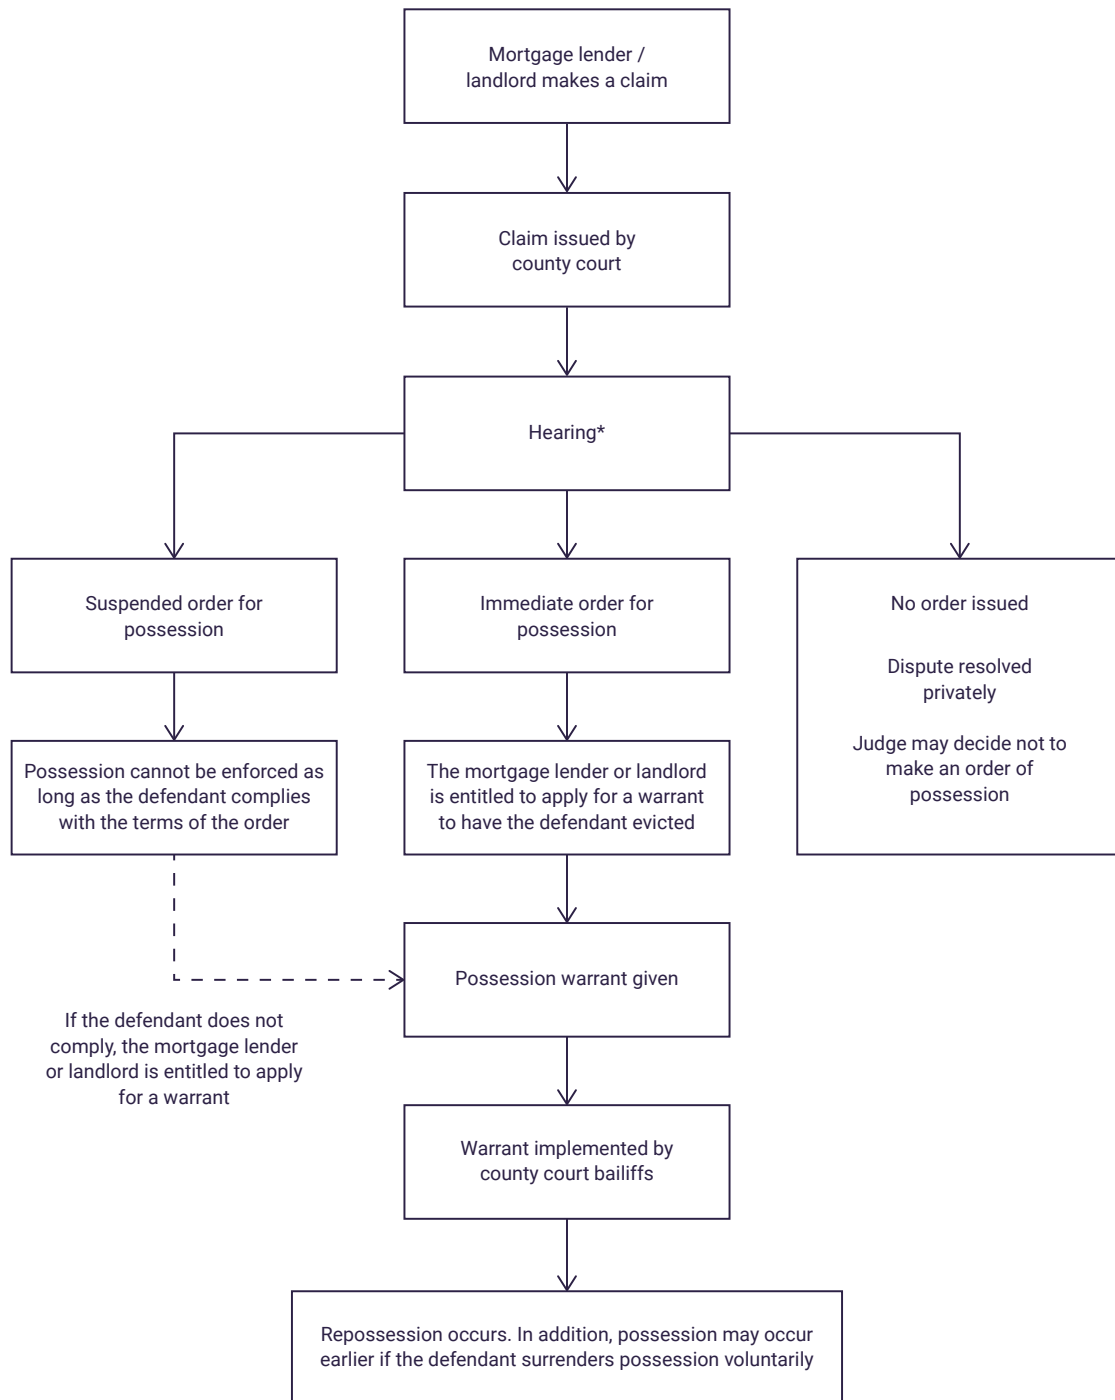 Mortgage lender /
landlord makes a claim
Claim issued by
county court
Hearing*
Suspended order for
possession
Immediate order for
possession
No order issued
Dispute resolved
privately
Judge may decide not to
make an order of
possession
Possession cannot be enforced as
long as the defendant complies
with the terms of the order
The mortgage lender or landlord
is entitled to apply for a warrant
to have the defendant evicted
Possession warrant given
If the defendant does not
comply, the mortgage lender
or landlord is entitled to apply
for a warrant
Warrant implemented by
county court bailiffs
Repossession occurs. In addition, possession may occur
earlier if the defendant surrenders possession voluntarily